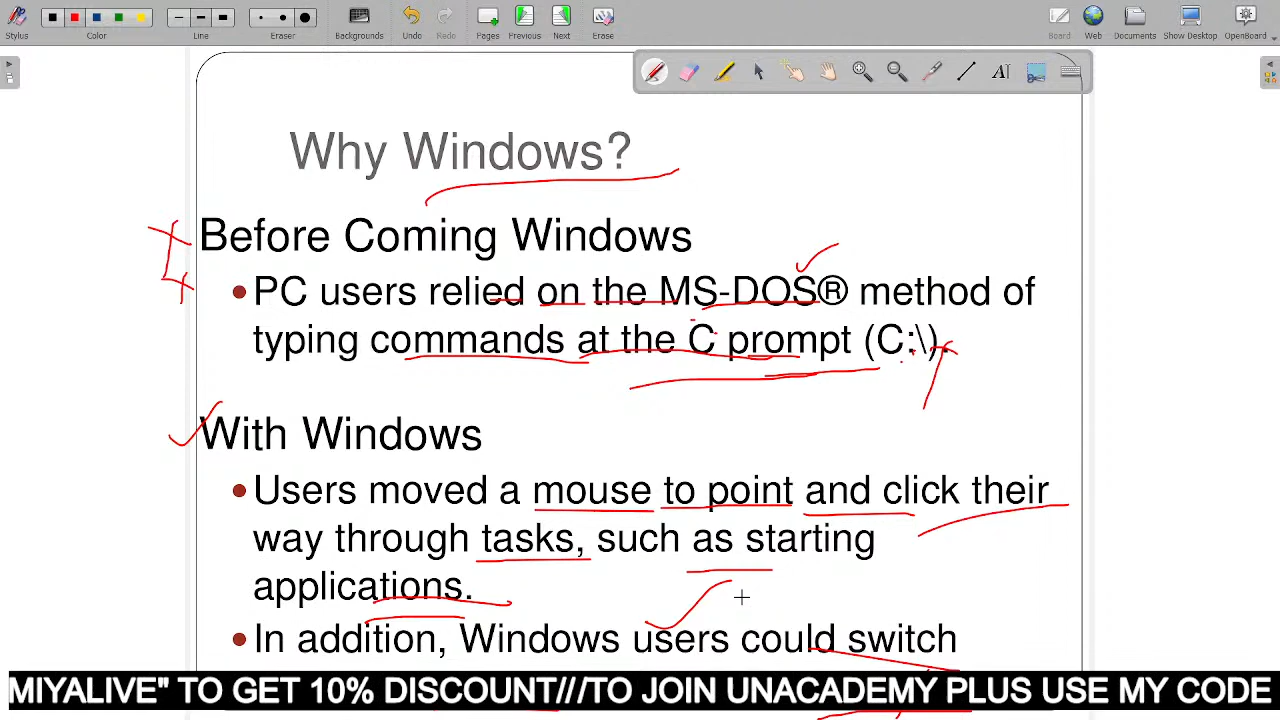 Stylus
Color
Line
Eraser
Backgrounds
Undo
Redo
Pages
Previous
Next
Erase
Board
Web
Documents
Show Desktop
OpenBoard
Why Windows?
Before Coming Windows
• PC users relied on the MS-DOS® method of
typing commands at the C prompt (C:\).
With Windows
• Users moved a mouse to point and click their
way through tasks, such as starting
applications.
• In addition, Windows users could switch
MIYALIVE" TO GET 10% DISCOUNT///TO JOIN UNACADEMY PLUS USE MY CODE